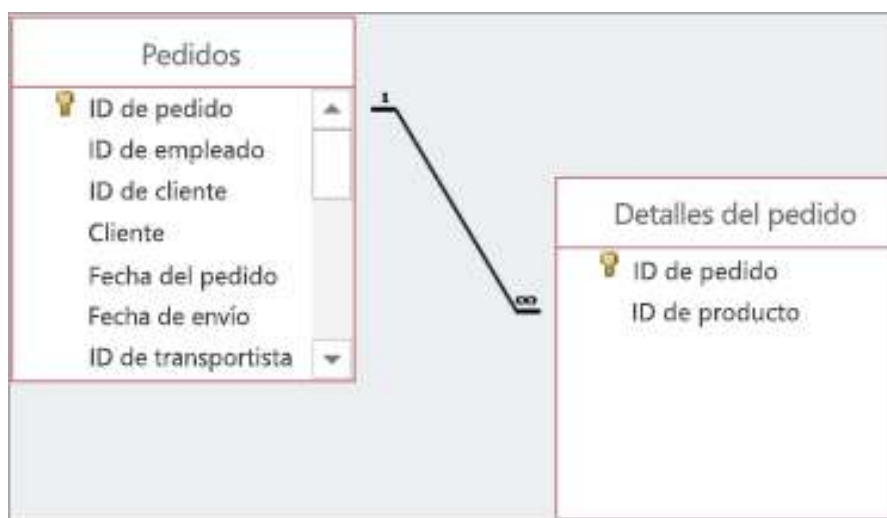 Pedidos
ID de pedido
ID de empleado
ID de cliente
Cliente
Fecha del pedido
Fecha de envío
ID de transportista
1
∞
Detalles del pedido
ID de pedido
ID de producto